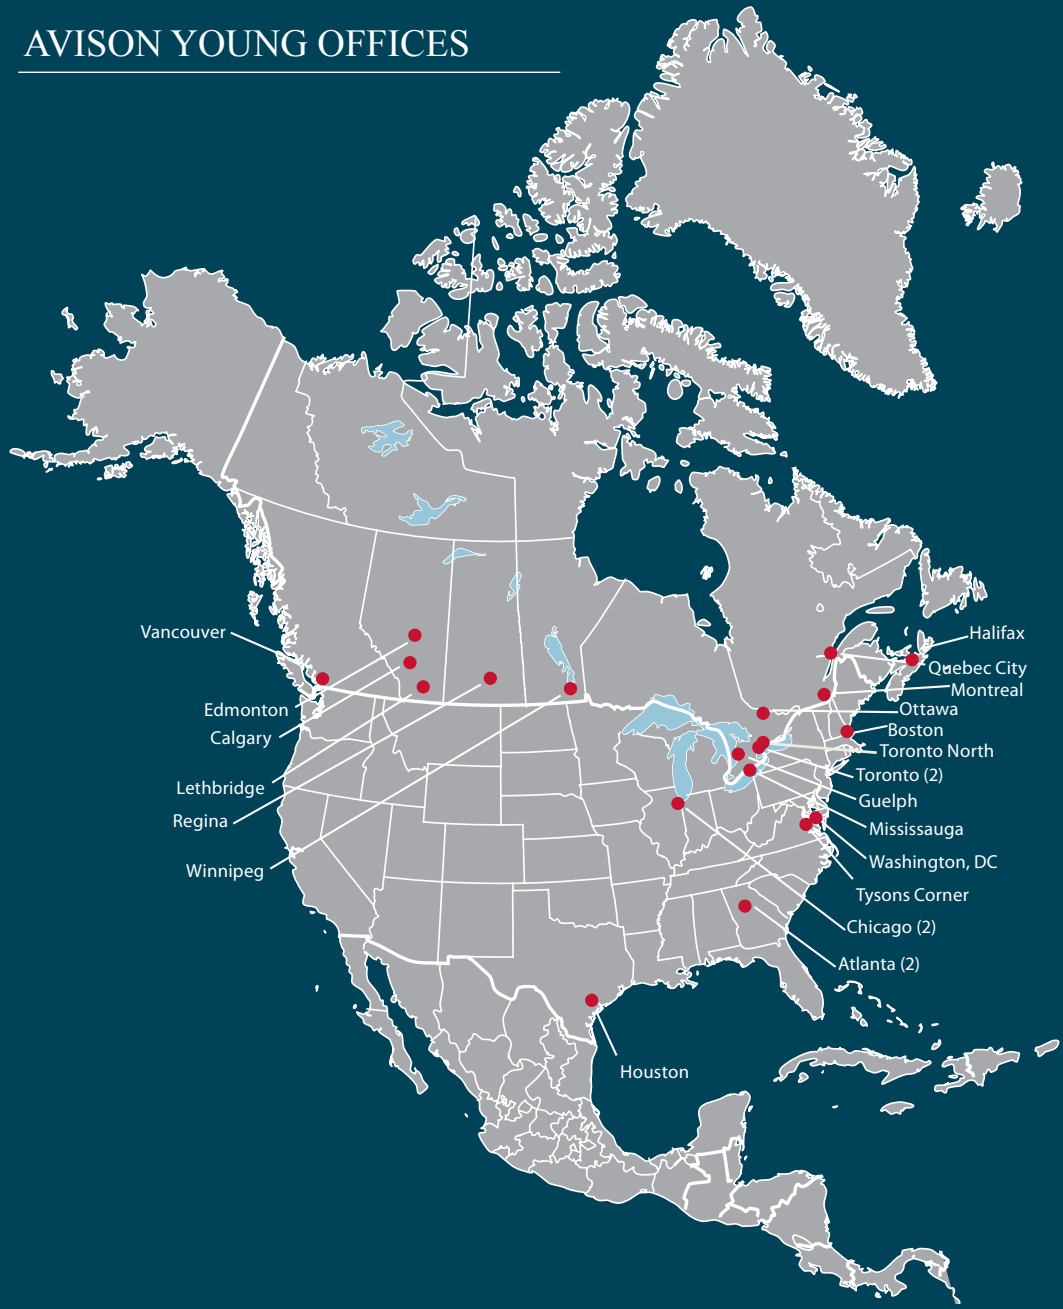 AVISON YOUNG OFFICES
Vancouver
Edmonton
Calgary
Lethbridge
Regina
Winnipeg
Halifax
Quebec City
Montreal
Ottawa
Boston
Toronto North
Toronto (2)
Guelph
Mississauga
Washington, DC
Tysons Corner
Chicago (2)
Atlanta (2)
Houston